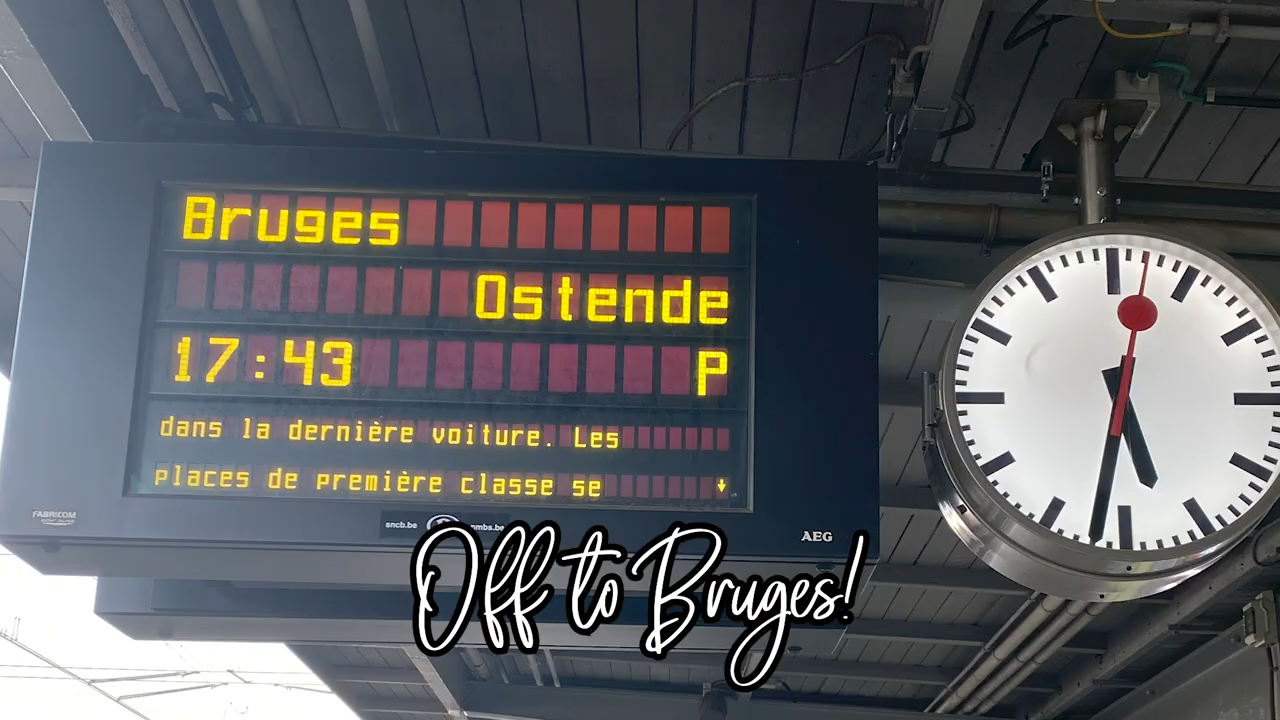 Bruges
Ostende
17:43 P
dans la dernière voiture. Les
places de première classe se
FABRICOM
sncb.be
AEG
Off to Bruges!